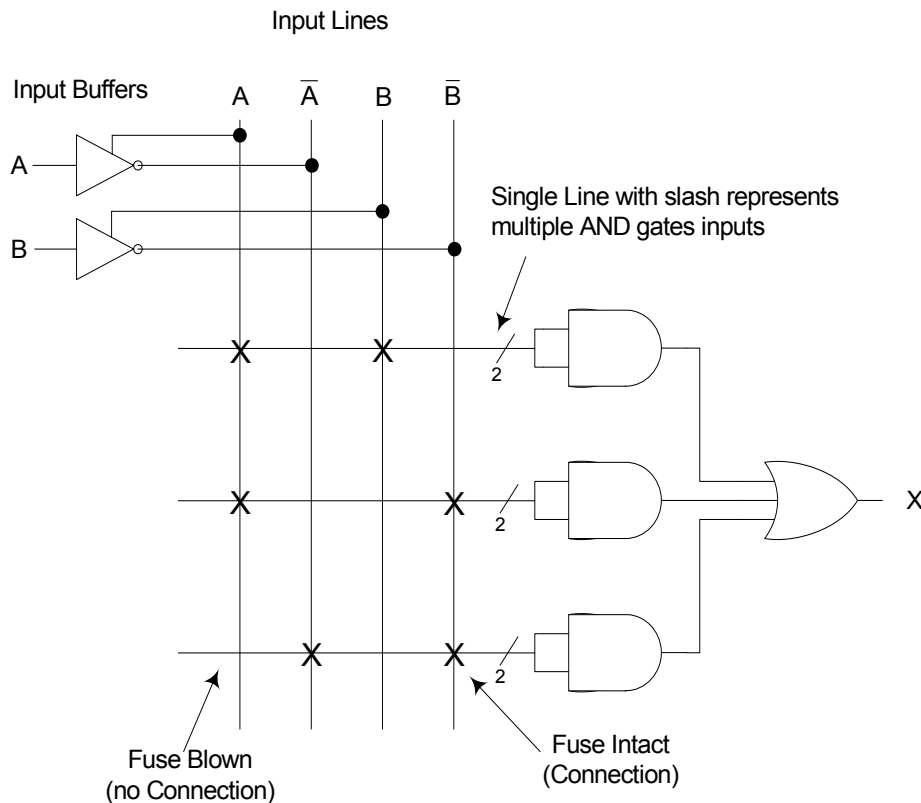 Input Lines
Input Buffers
A A̅ B B̅
A
B
Single Line with slash represents
multiple AND gates inputs
X X
2
X X
2
X
X X
2
Fuse Blown
(no Connection)
Fuse Intact
(Connection)